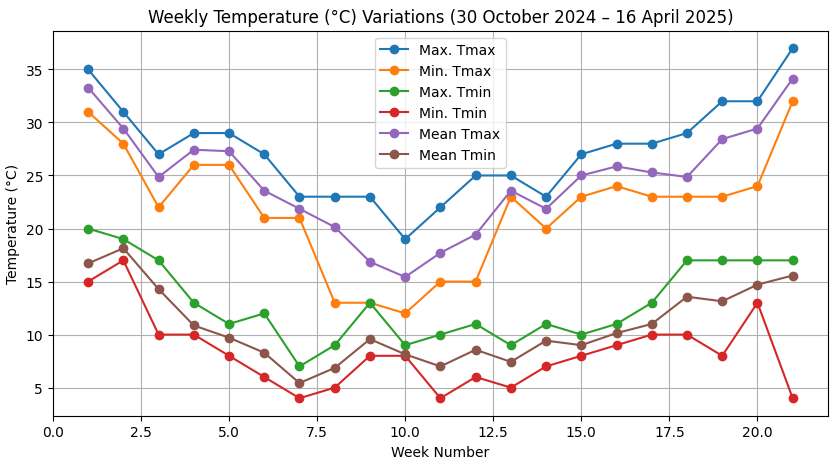 Weekly Temperature (°C) Variations (30 October 2024 – 16 April 2025)
Max. Tmax
Min. Tmax
Max. Tmin
Min. Tmin
Mean Tmax
Mean Tmin
Temperature (°C)
35
30
25
20
15
10
5
0.0 2.5 5.0 7.5 10.0 12.5 15.0 17.5 20.0
Week Number